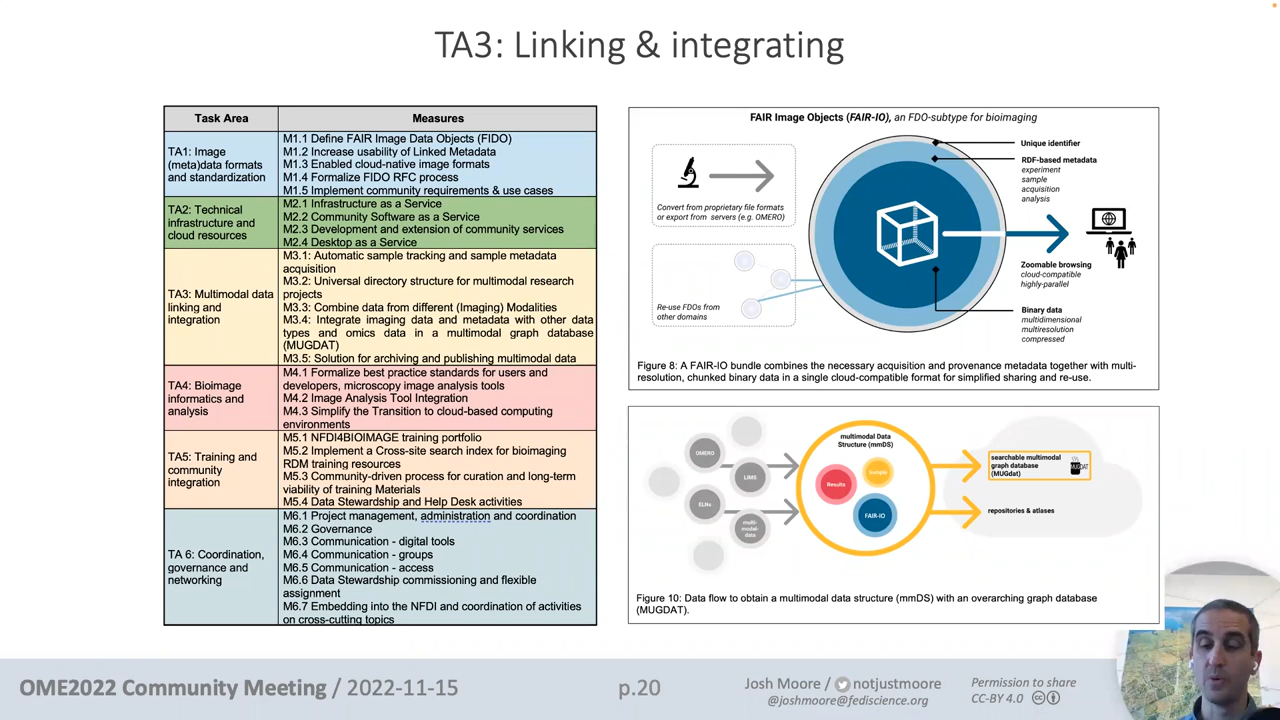 TA3: Linking & integrating
Task Area
Measures
TA1: Image
(meta)data formats
and standardization
M1.1 Define FAIR Image Data Objects (FIDO)
M1.2 Increase usability of Linked Metadata
M1.3 Enabled cloud-native image formats
M1.4 Formalize FIDO RFC process
M1.5 Implement community requirements & use cases
TA2: Technical
infrastructure and
cloud resources
M2.1 Infrastructure as a Service
M2.2 Community Software as a Service
M2.3 Development and extension of community services
M2.4 Desktop as a Service
TA3: Multimodal data
linking and
integration
M3.1: Automatic sample tracking and sample metadata
acquisition
M3.2: Universal directory structure for multimodal research
projects
M3.3: Combine data from different (Imaging) Modalities
M3.4: Integrate imaging data and metadata with other data
types and omics data in a multimodal graph database
(MUGDAT)
M3.5: Solution for archiving and publishing multimodal data
TA4: Bioimage
informatics and
analysis
M4.1 Formalize best practice standards for users and
developers, microscopy image analysis tools
M4.2 Image Analysis Tool Integration
M4.3 Simplify the Transition to cloud-based computing
environments
TA5: Training and
community
integration
M5.1 NFDI4BIOIMAGE training portfolio
M5.2 Implement a Cross-site search index for bioimaging
RDM training resources
M5.3 Community-driven process for curation and long-term
viability of training Materials
M5.4 Data Stewardship and Help Desk activities
TA 6: Coordination,
governance and
networking
M6.1 Project management, administration and coordination
M6.2 Governance
M6.3 Communication - digital tools
M6.4 Communication - groups
M6.5 Communication - access
M6.6 Data Stewardship commissioning and flexible
assignment
M6.7 Embedding into the NFDI and coordination of activities
on cross-cutting topics
FAIR Image Objects (FAIR-IO), an FDO-subtype for bioimaging
Convert from proprietary file formats
or export from servers (e.g. OMERO)
Re-use FDOs from
other domains
Unique identifier
RDF-based metadata
experiment
sample
acquisition
analysis
Zoomable browsing
cloud-compatible
highly-parallel
Binary data
multidimensional
multiresolution
compressed
Figure 8: A FAIR-IO bundle combines the necessary acquisition and provenance metadata together with multi-
resolution, chunked binary data in a single cloud-compatible format for simplified sharing and re-use.
OMERO
LIMS
ELNs
multi-
modal-
data
multimodal Data
Structure (mmDS)
Results
Sample
FAIR-IO
searchable multimodal
graph database
(MUGdat)
MUGDAT
repositories & atlases
Figure 10: Data flow to obtain a multimodal data structure (mmDS) with an overarching graph database
(MUGDAT).
OME2022 Community Meeting / 2022-11-15
p.20
Josh Moore / notjustmoore
@joshmoore@fediscience.org
Permission to share
CC-BY 4.0